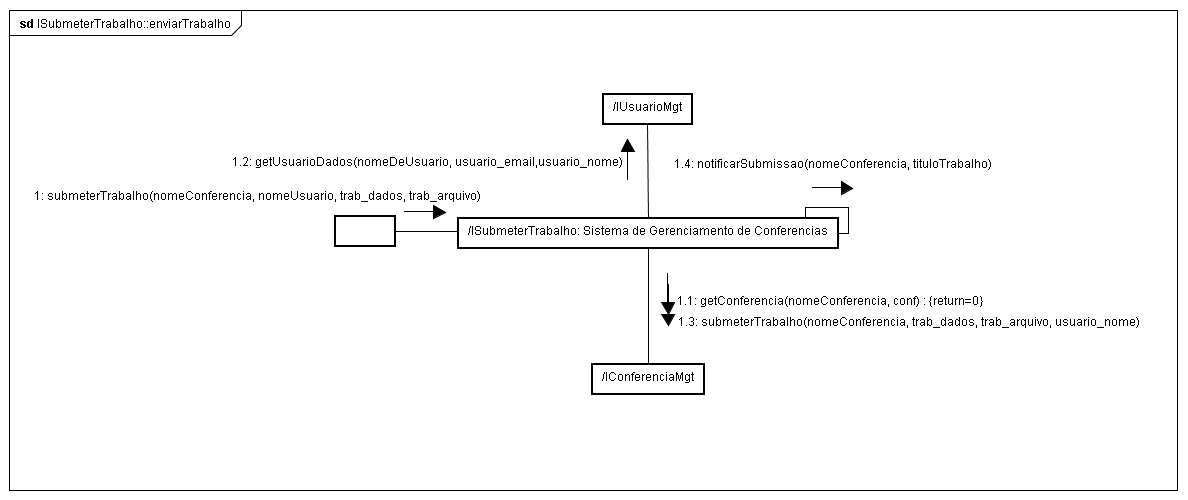 sd ISubmeterTrabalho::enviarTrabalho
/IUsuarioMgt
1.2: getUsuarioDados(nomeDeUsuario, usuario_email,usuario_nome)
1.4: notificarSubmissao(nomeConferencia, tituloTrabalho)
1: submeterTrabalho(nomeConferencia, nomeUsuario, trab_dados, trab_arquivo)
/ISubmeterTrabalho: Sistema de Gerenciamento de Conferencias
1.1: getConferencia(nomeConferencia, conf) : {return=0}
1.3: submeterTrabalho(nomeConferencia, trab_dados, trab_arquivo, usuario_nome)
/IConferenciaMgt